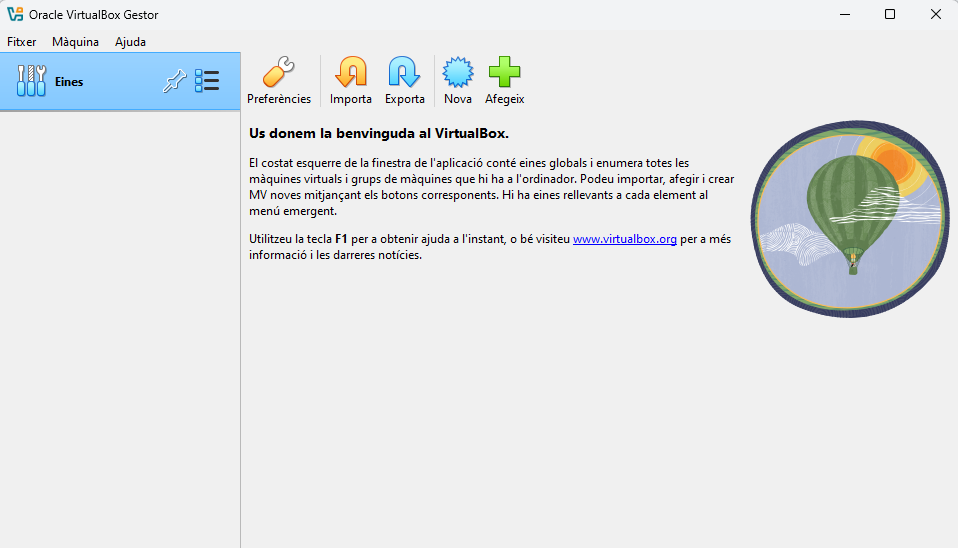 Oracle VirtualBox Gestor
Fitxer Màquina Ajuda
Eines
Preferències Importa Exporta Nova Afegeix
Us donem la benvinguda al VirtualBox.
El costat esquerre de la finestra de l'aplicació conté eines globals i enumera totes les
màquines virtuals i grups de màquines que hi ha a l'ordinador. Podeu importar, afegir i crear
MV noves mitjançant els botons corresponents. Hi ha eines rellevants a cada element al
menú emergent.
Utilitzeu la tecla F1 per a obtenir ajuda a l'instant, o bé visiteu www.virtualbox.org per a més
informació i les darreres notícies.